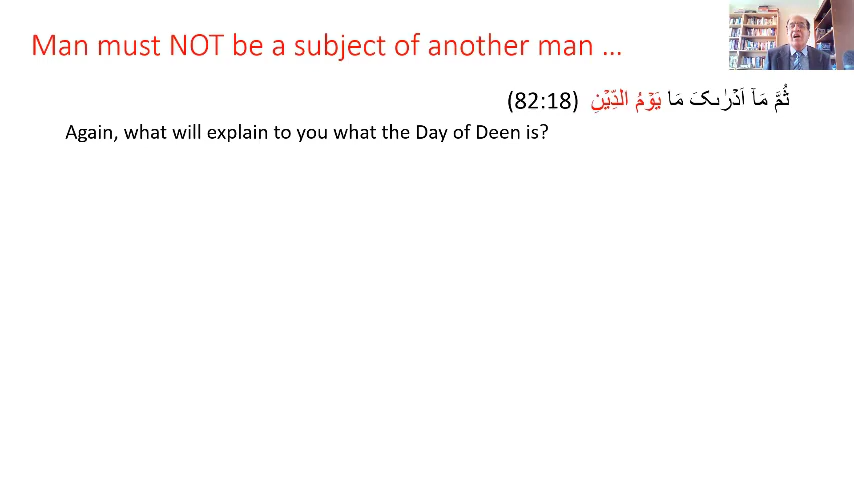 Man must NOT be a subject of another man ...
ثُمَّ مَاۤ اَدۡرٰٮکَ مَا یَوۡمُ الدِّیۡنِ (82:18)
Again, what will explain to you what the Day of Deen is?